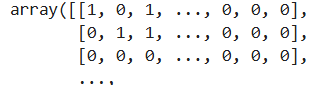 array([[1, 0, 1, ..., 0, 0, 0],
[0, 1, 1, ..., 0, 0, 0],
[0, 0, 0, ..., 0, 0, 0],
...,